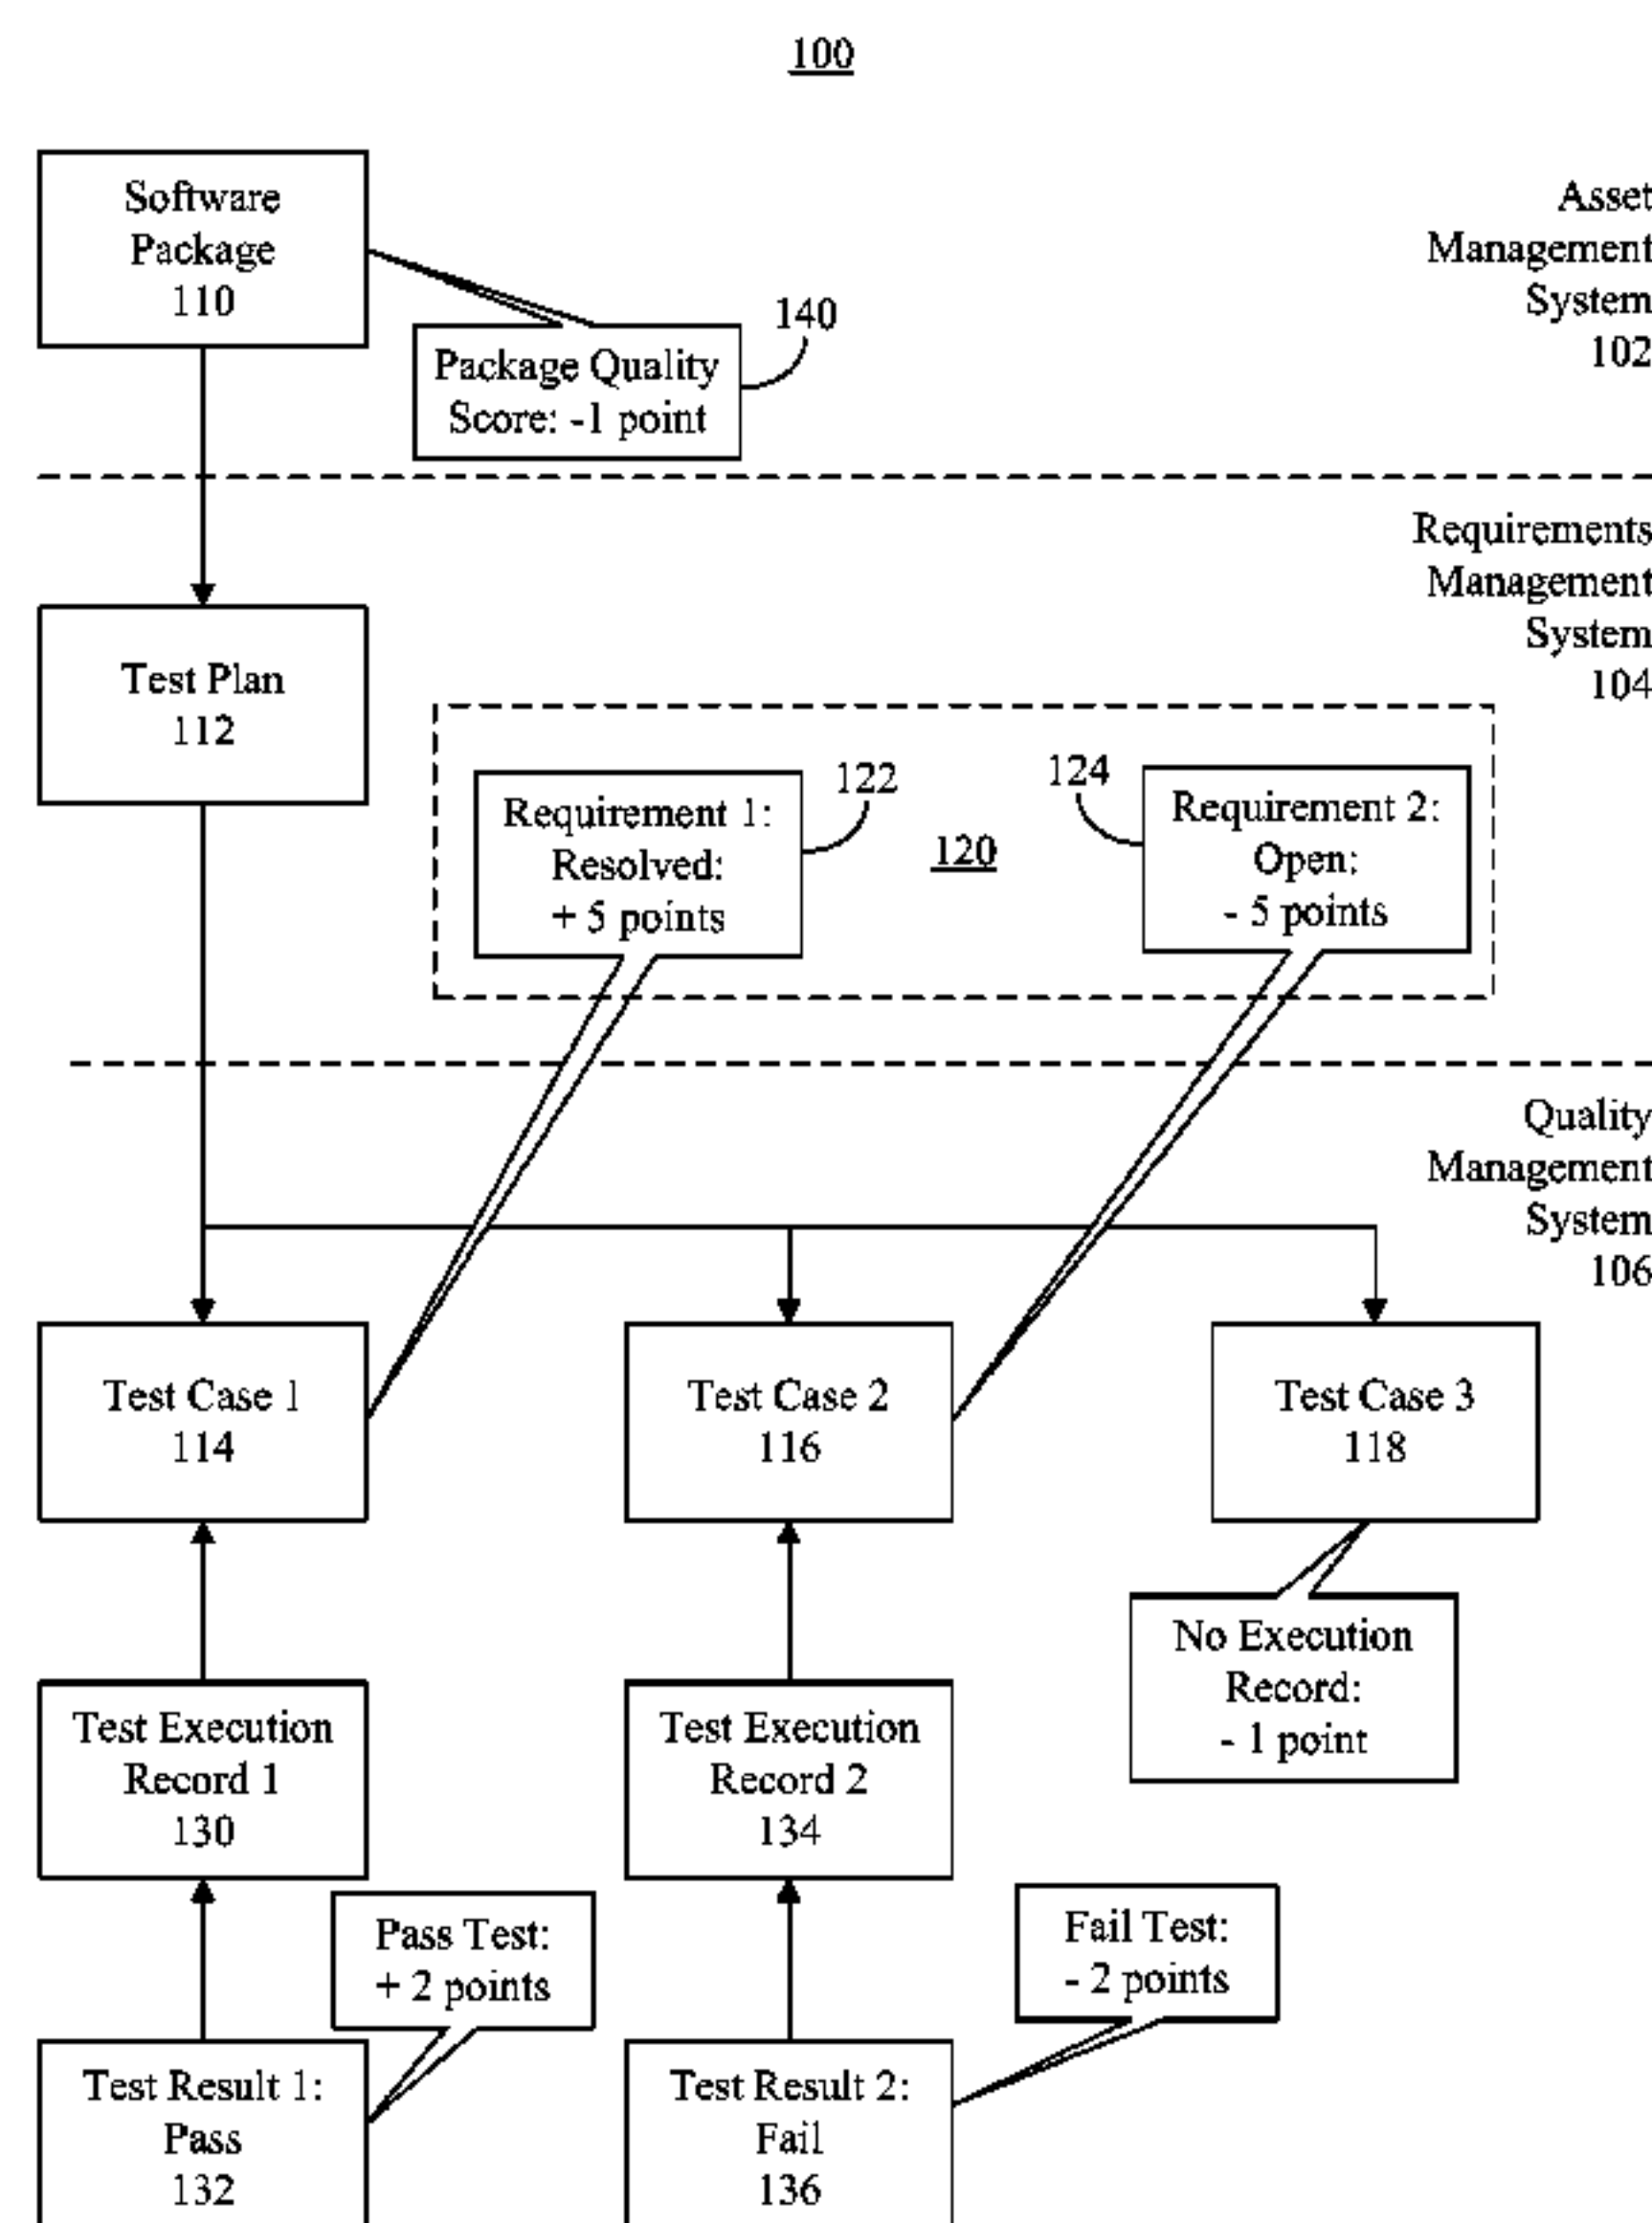 100
Software
Package
110
Asset
Management
System
102
140
Package Quality
Score: -1 point
Requirements
Management
System
104
Test Plan
112
122
Requirement 1:
Resolved:
+ 5 points
120
124
Requirement 2:
Open:
- 5 points
Quality
Management
System
106
Test Case 1
114
Test Case 2
116
Test Case 3
118
No Execution
Record:
- 1 point
Test Execution
Record 1
130
Test Execution
Record 2
134
Pass Test:
+ 2 points
Fail Test:
- 2 points
Test Result 1:
Pass
132
Test Result 2:
Fail
136